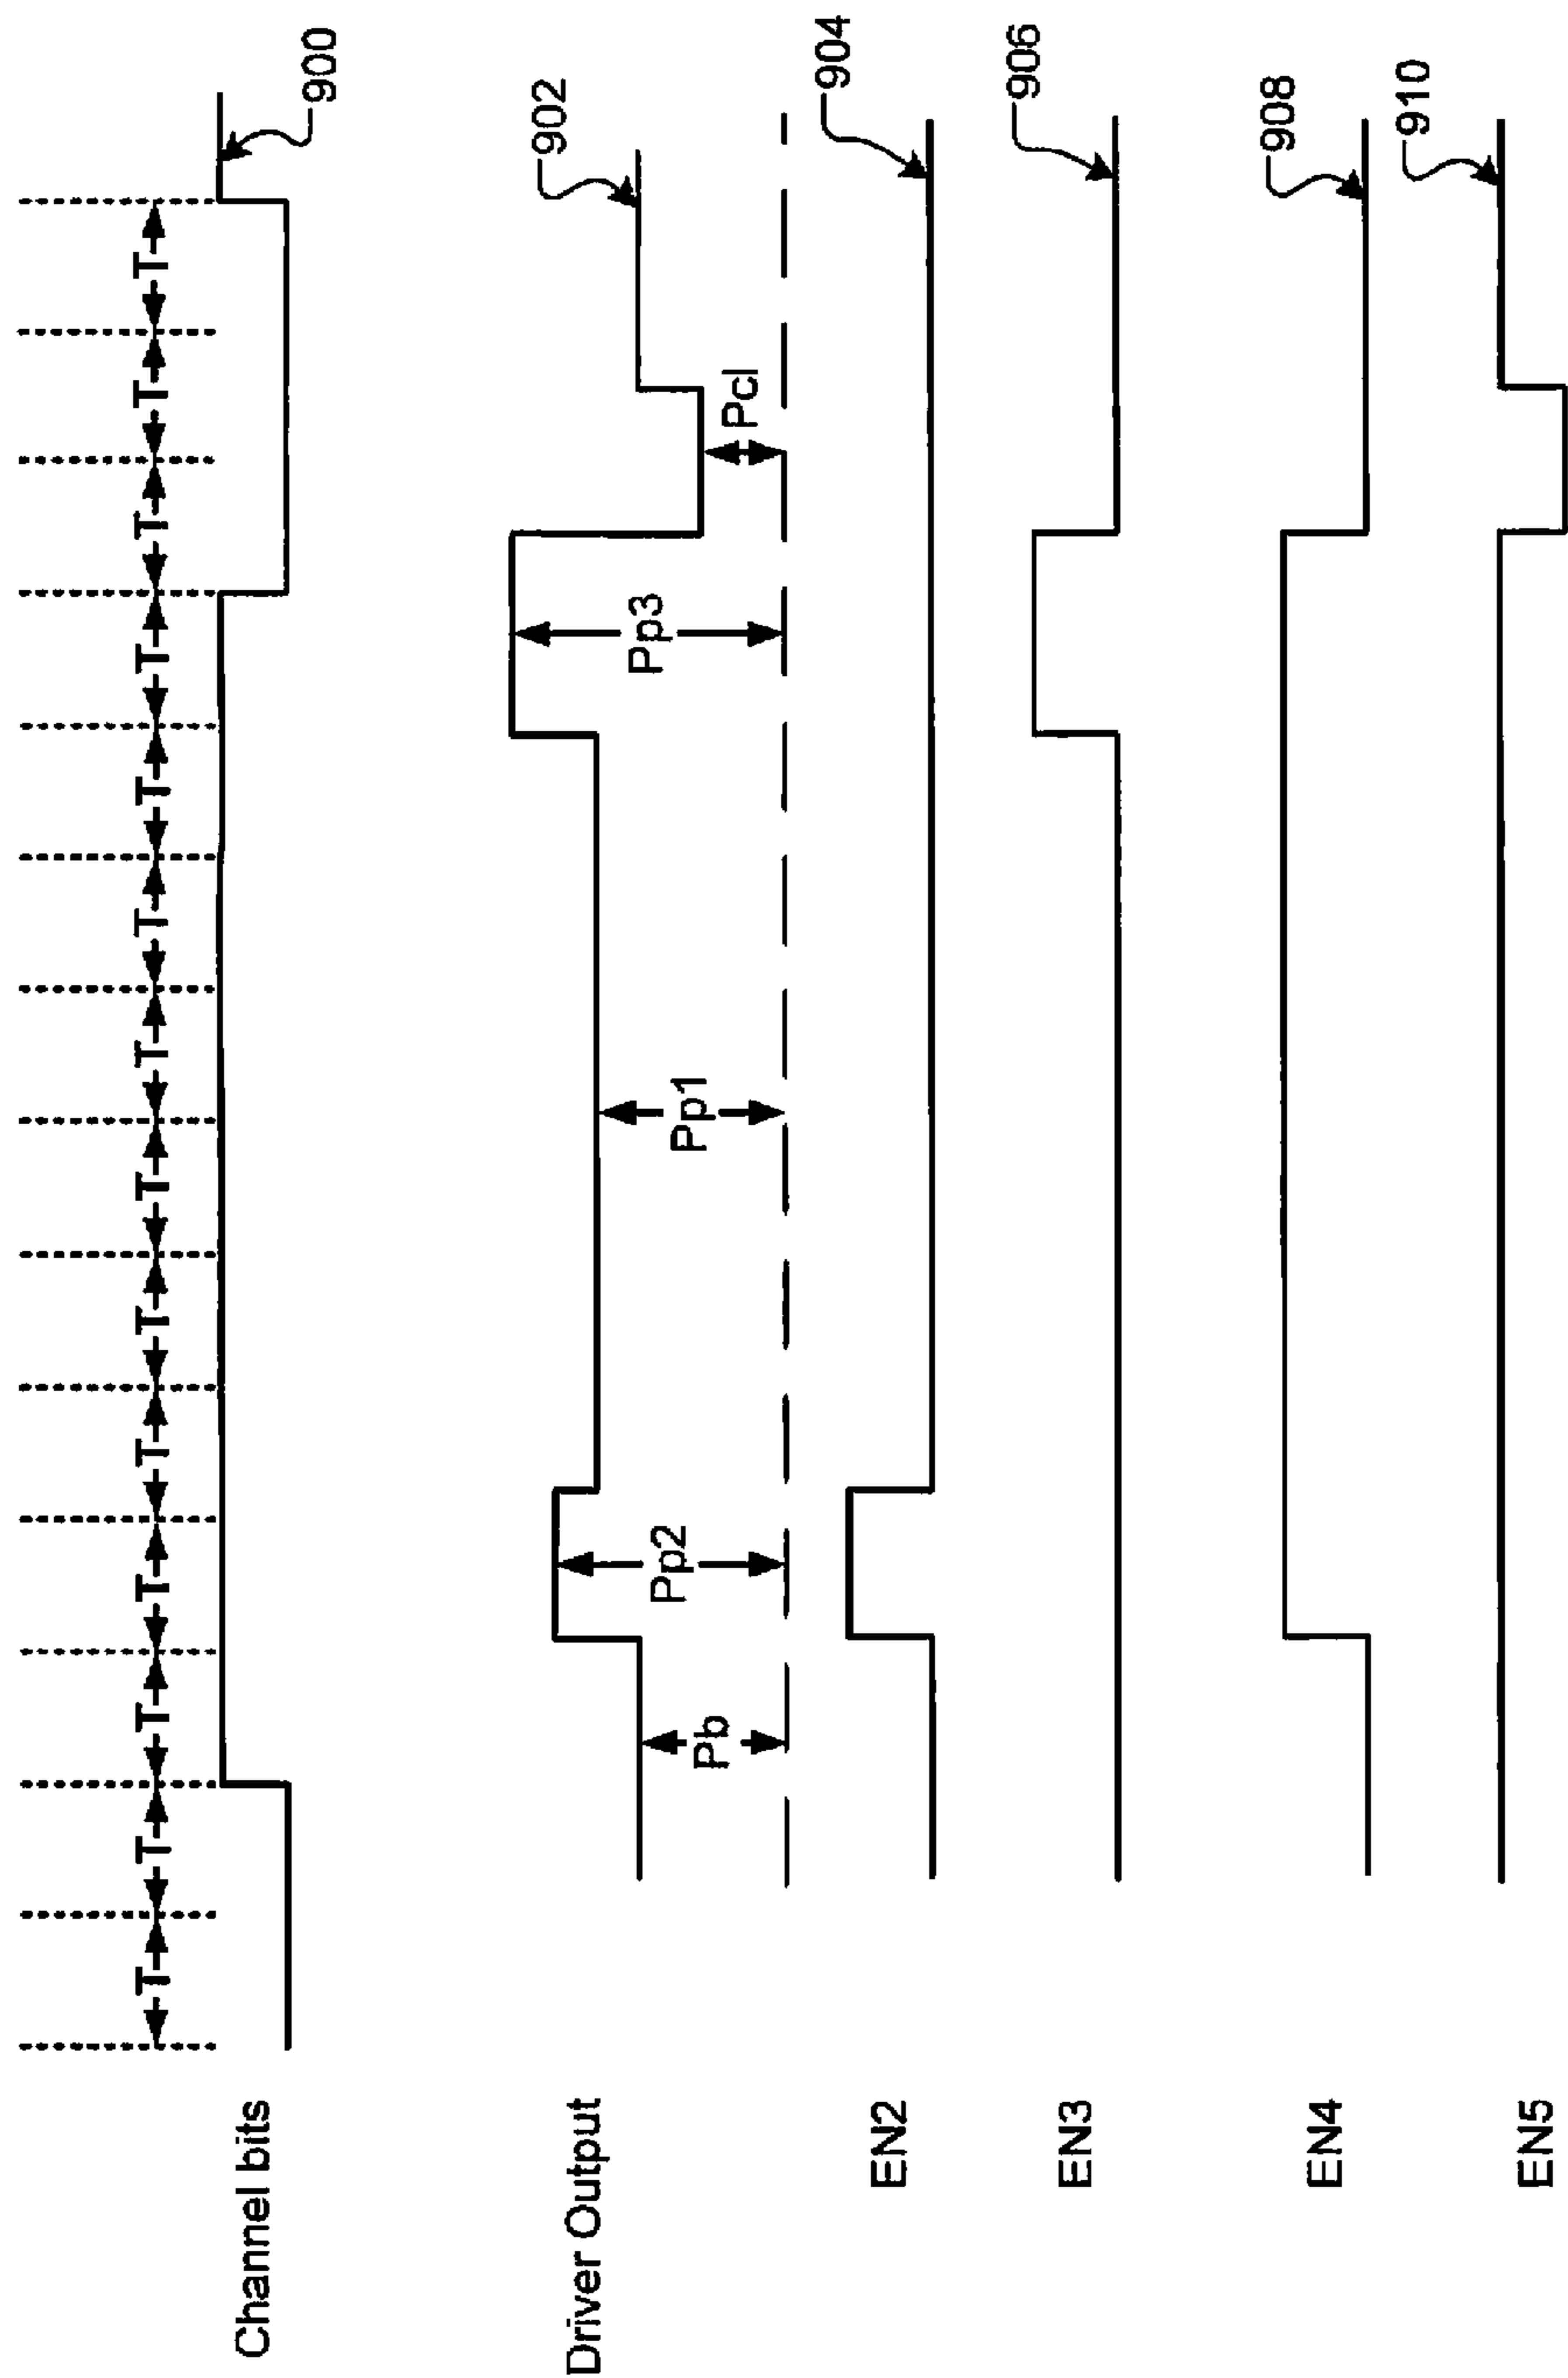 T T T T T T T T T T T T T T
Channel bits
900
Driver Output
902
Pb
Pp2
Pp1
Pp3
Pcl
EN2
904
EN3
906
EN4
908
EN5
910